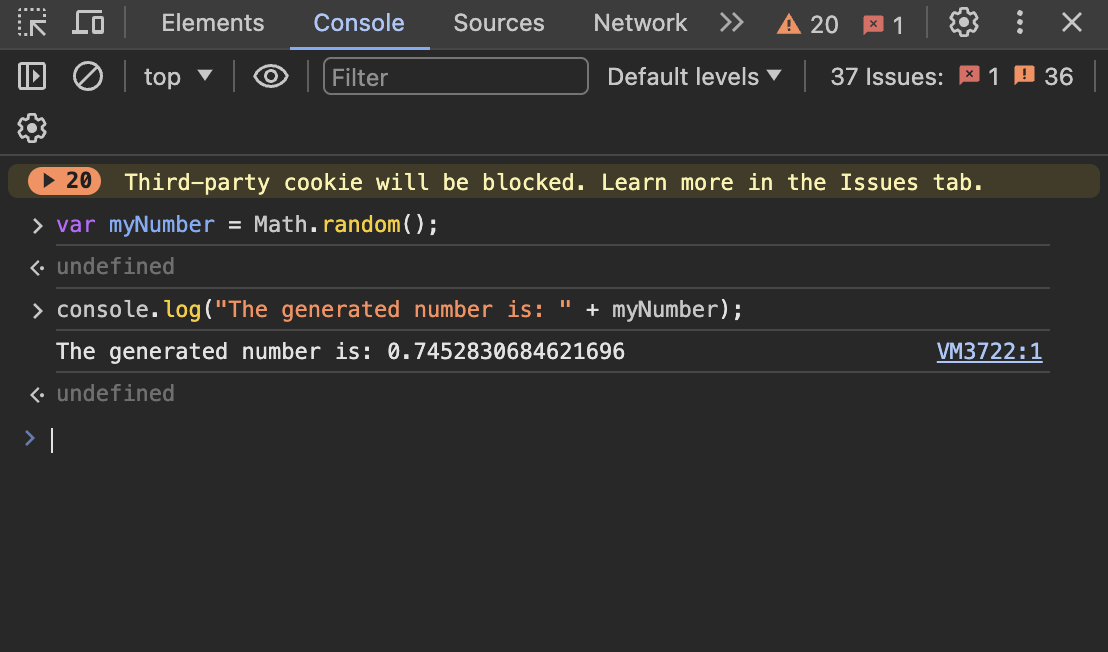 Elements Console Sources Network 20 1
top Filter Default levels 37 Issues: 1 36
20 Third-party cookie will be blocked. Learn more in the Issues tab.
var myNumber = Math.random();
undefined
console.log("The generated number is: " + myNumber);
The generated number is: 0.7452830684621696 VM3722:1
undefined